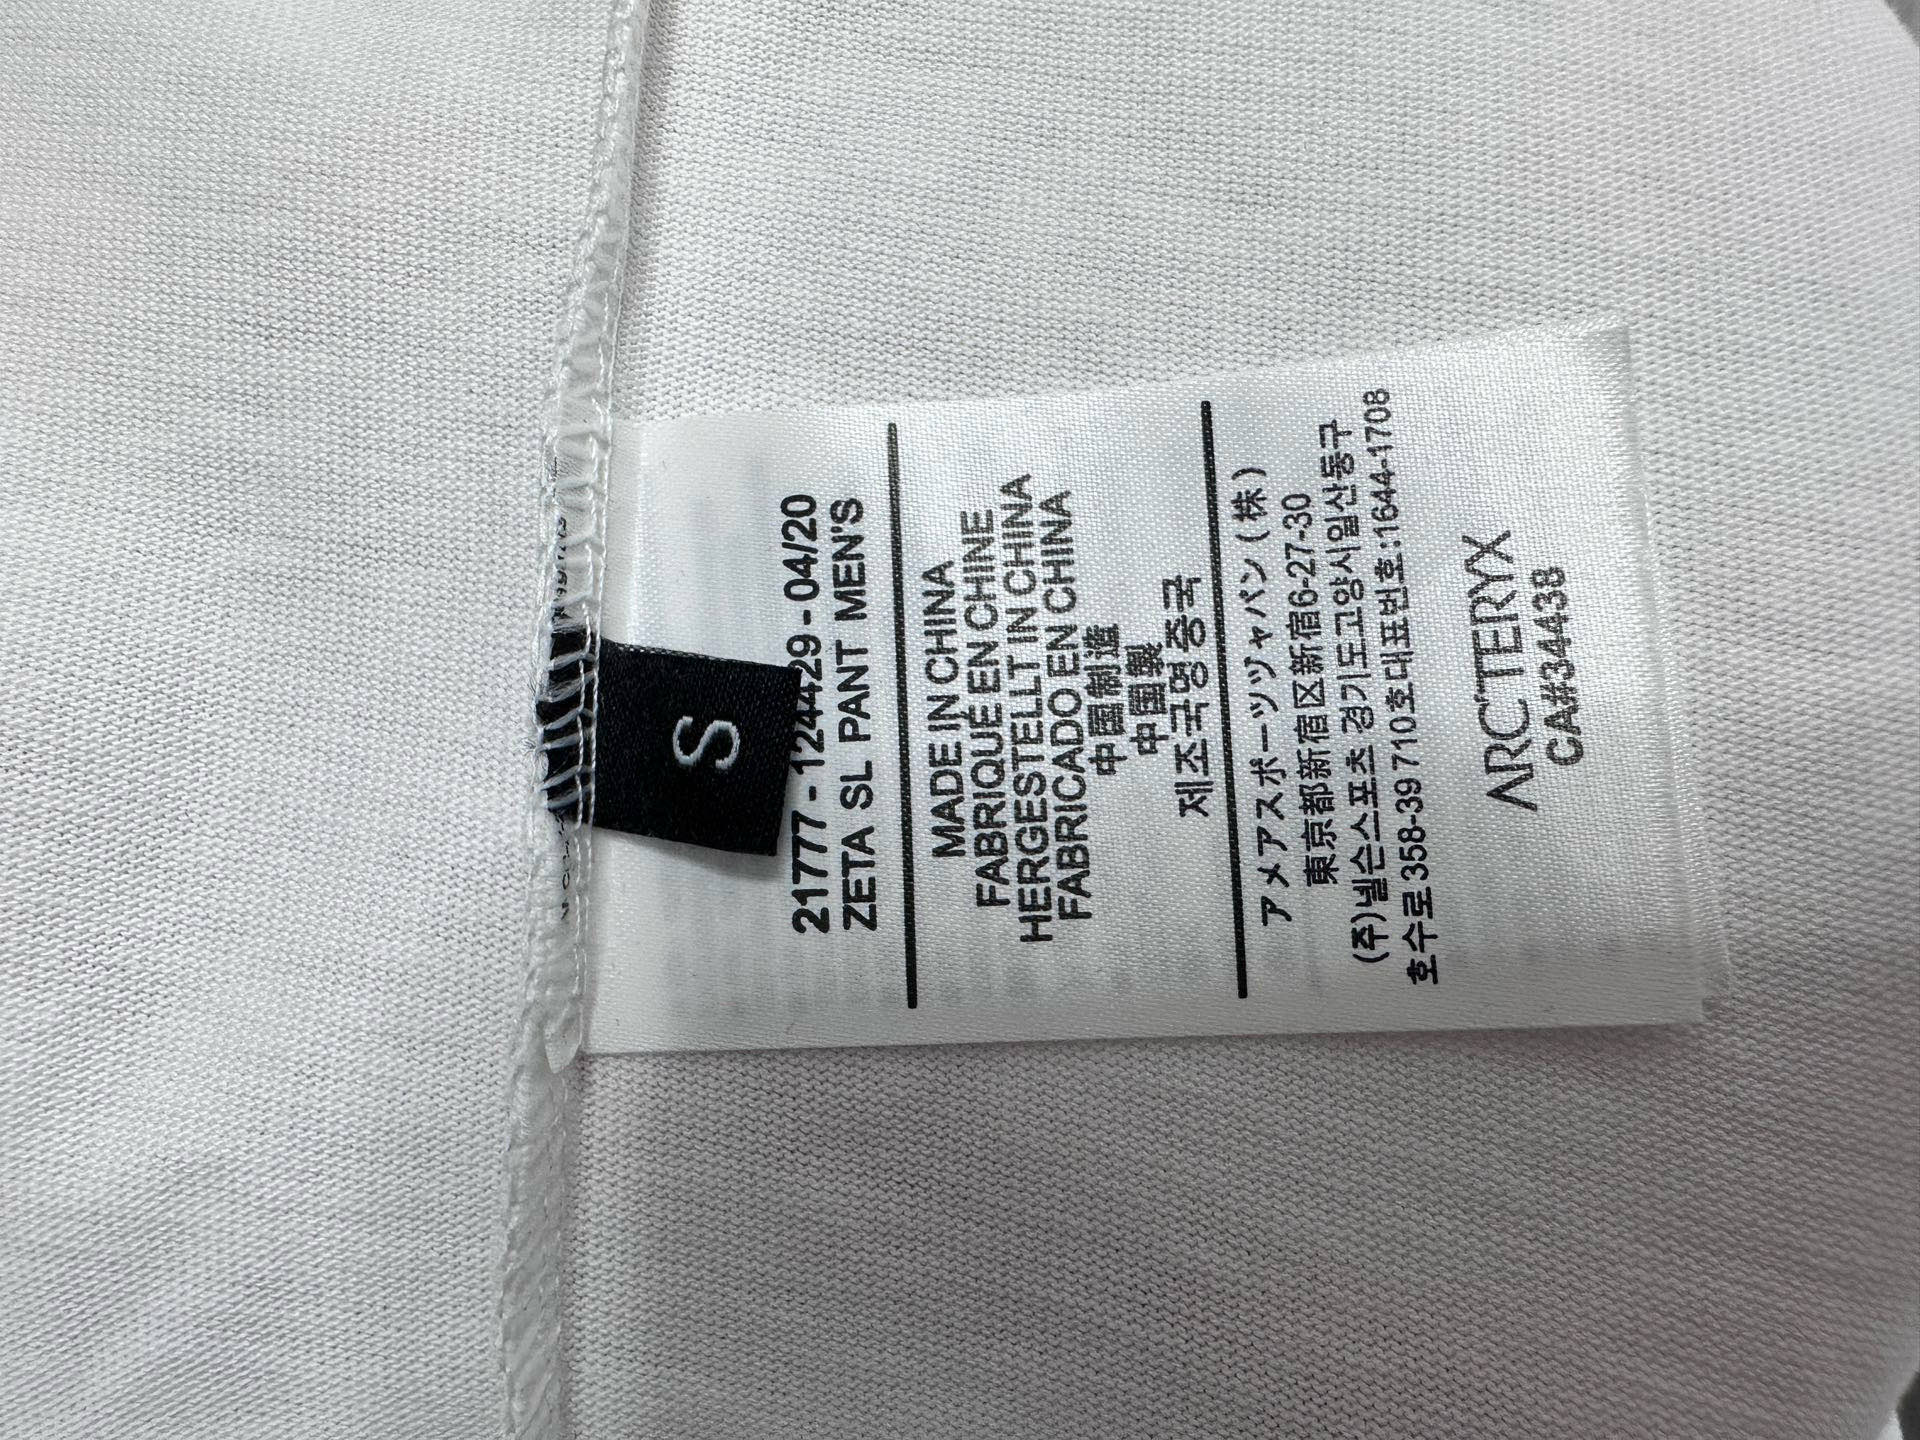 S
21777 - 124429 - 04/20
ZETA SL PANT MEN'S
MADE IN CHINA
FABRIQUÉ EN CHINE
HERGESTELLT IN CHINA
FABRICADO EN CHINA
中国制造
中國製
제조국명중국
アメアスポーツジャパン(株)
東京都新宿区新宿6-27-30
(주)넬슨스포츠 경기도고양시일산동구
호수로358-39 710호대표번호:1644-1708
ARC'TERYX
CA#34438